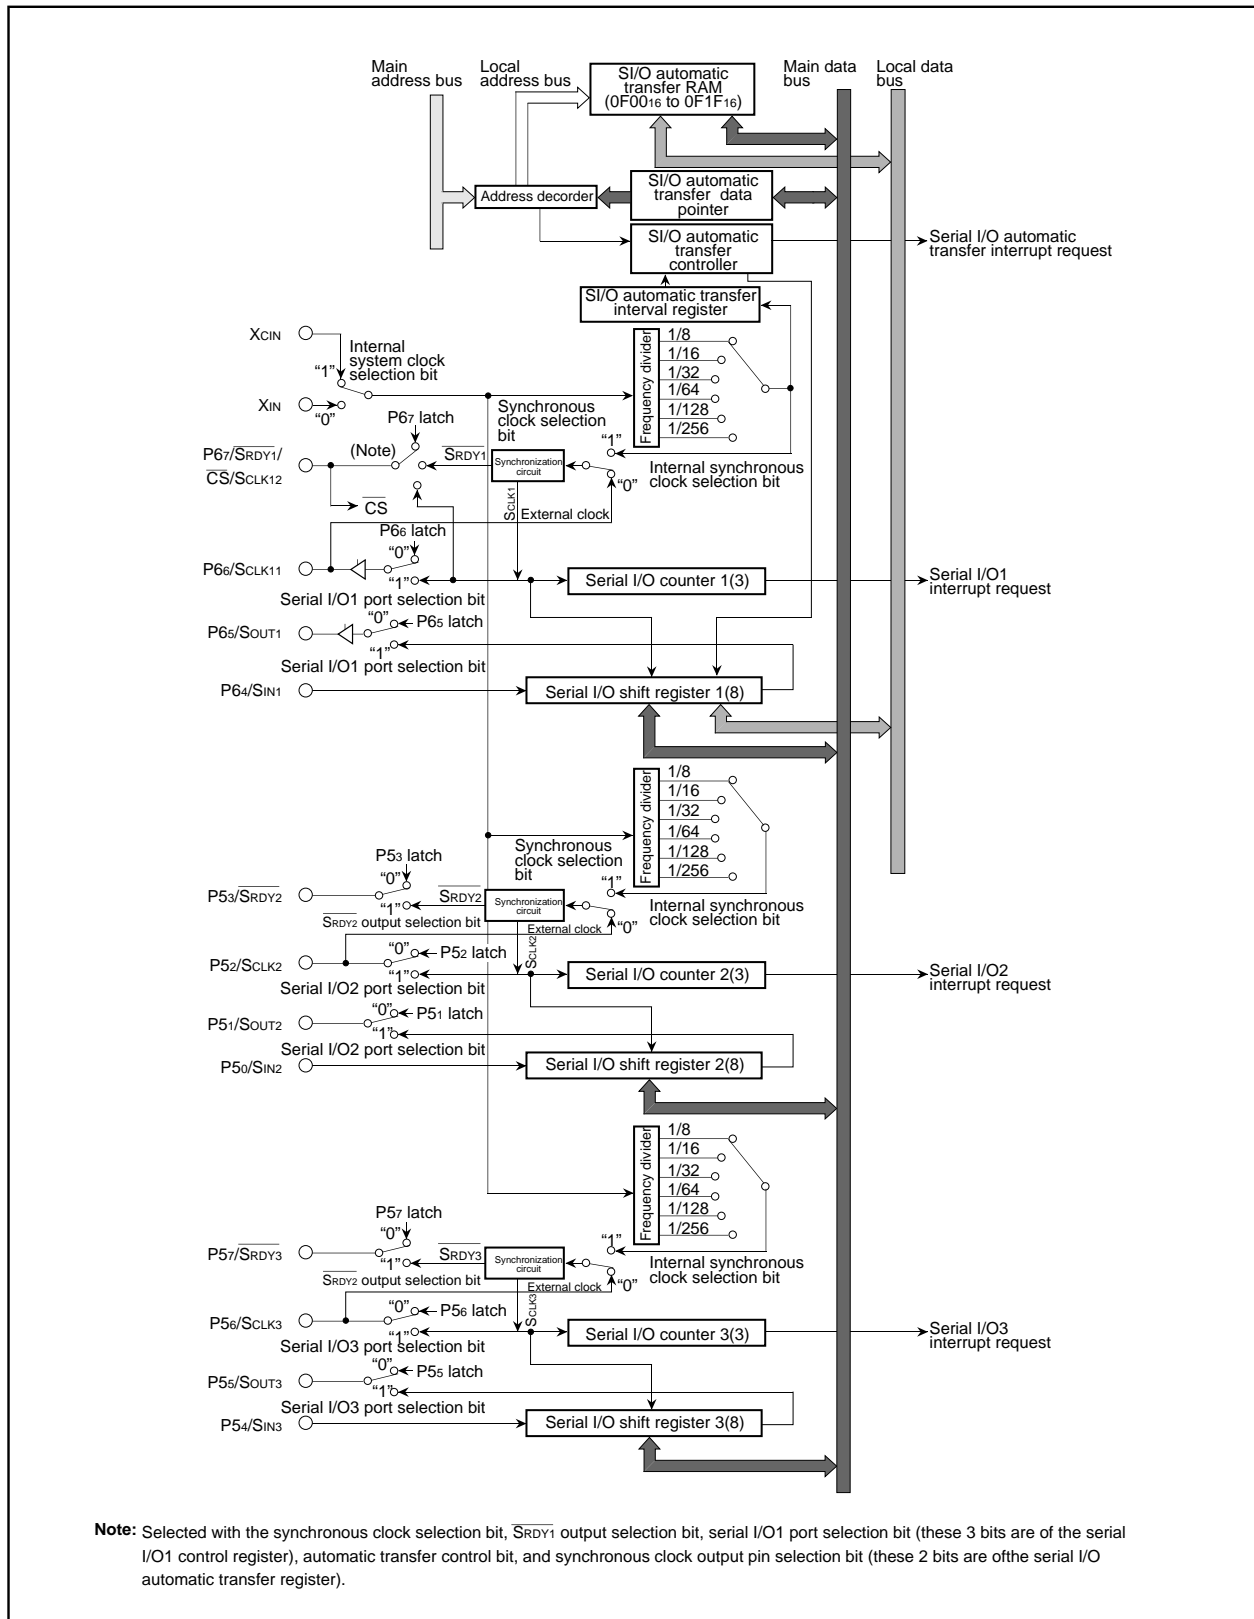 Main
address bus
Local
address bus
SI/O automatic
transfer RAM
(0F0016 to 0F1F16)
Main data
bus
Local data
bus
Address decorder
SI/O automatic
transfer data
pointer
SI/O automatic
transfer
controller
Serial I/O automatic
transfer interrupt request
SI/O automatic transfer
interval register
XCIN
Internal
system clock
selection bit
“1”
XIN
“0”
Frequency divider
1/8
1/16
1/32
1/64
1/128
1/256
Synchronous
clock selection
bit
P67 latch
(Note)
P67/SRDY1/
CS/SCLK12
SRDY1
Synchronization
circuit
“1”
“0”
Internal synchronous
clock selection bit
CS
SCLK1
External clock
P66 latch
“0”
P66/SCLK11
“1”
Serial I/O1 port selection bit
Serial I/O counter 1(3)
Serial I/O1
interrupt request
“0”
P65 latch
P65/SOUT1
“1”
Serial I/O1 port selection bit
P64/SIN1
Serial I/O shift register 1(8)
Frequency divider
1/8
1/16
1/32
1/64
1/128
1/256
Synchronous
clock selection
bit
P53 latch
“0”
P53/SRDY2
“1”
SRDY2
Synchronization
circuit
“1”
“0”
Internal synchronous
clock selection bit
SRDY2 output selection bit
External clock
SCLK2
“0”
P52 latch
P52/SCLK2
“1”
Serial I/O2 port selection bit
Serial I/O counter 2(3)
Serial I/O2
interrupt request
“0”
P51 latch
P51/SOUT2
“1”
Serial I/O2 port selection bit
P50/SIN2
Serial I/O shift register 2(8)
Frequency divider
1/8
1/16
1/32
1/64
1/128
1/256
P57 latch
“0”
P57/SRDY3
“1”
SRDY3
Synchronization
circuit
“1”
“0”
Internal synchronous
clock selection bit
SRDY2 output selection bit
External clock
SCLK3
“0”
P56 latch
P56/SCLK3
“1”
Serial I/O3 port selection bit
Serial I/O counter 3(3)
Serial I/O3
interrupt request
“0”
P55 latch
P55/SOUT3
“1”
Serial I/O3 port selection bit
P54/SIN3
Serial I/O shift register 3(8)
Note: Selected with the synchronous clock selection bit, SRDY1 output selection bit, serial I/O1 port selection bit (these 3 bits are of the serial
I/O1 control register), automatic transfer control bit, and synchronous clock output pin selection bit (these 2 bits are ofthe serial I/O
automatic transfer register).